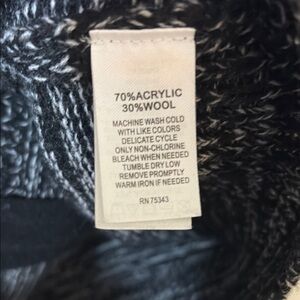 70%ACRYLIC
30%WOOL
MACHINE WASH COLD
WITH LIKE COLORS
DELICATE CYCLE
ONLY NON-CHLORINE
BLEACH WHEN NEEDED
TUMBLE DRY LOW
REMOVE PROMPTLY
WARM IRON IF NEEDED
RN 75343